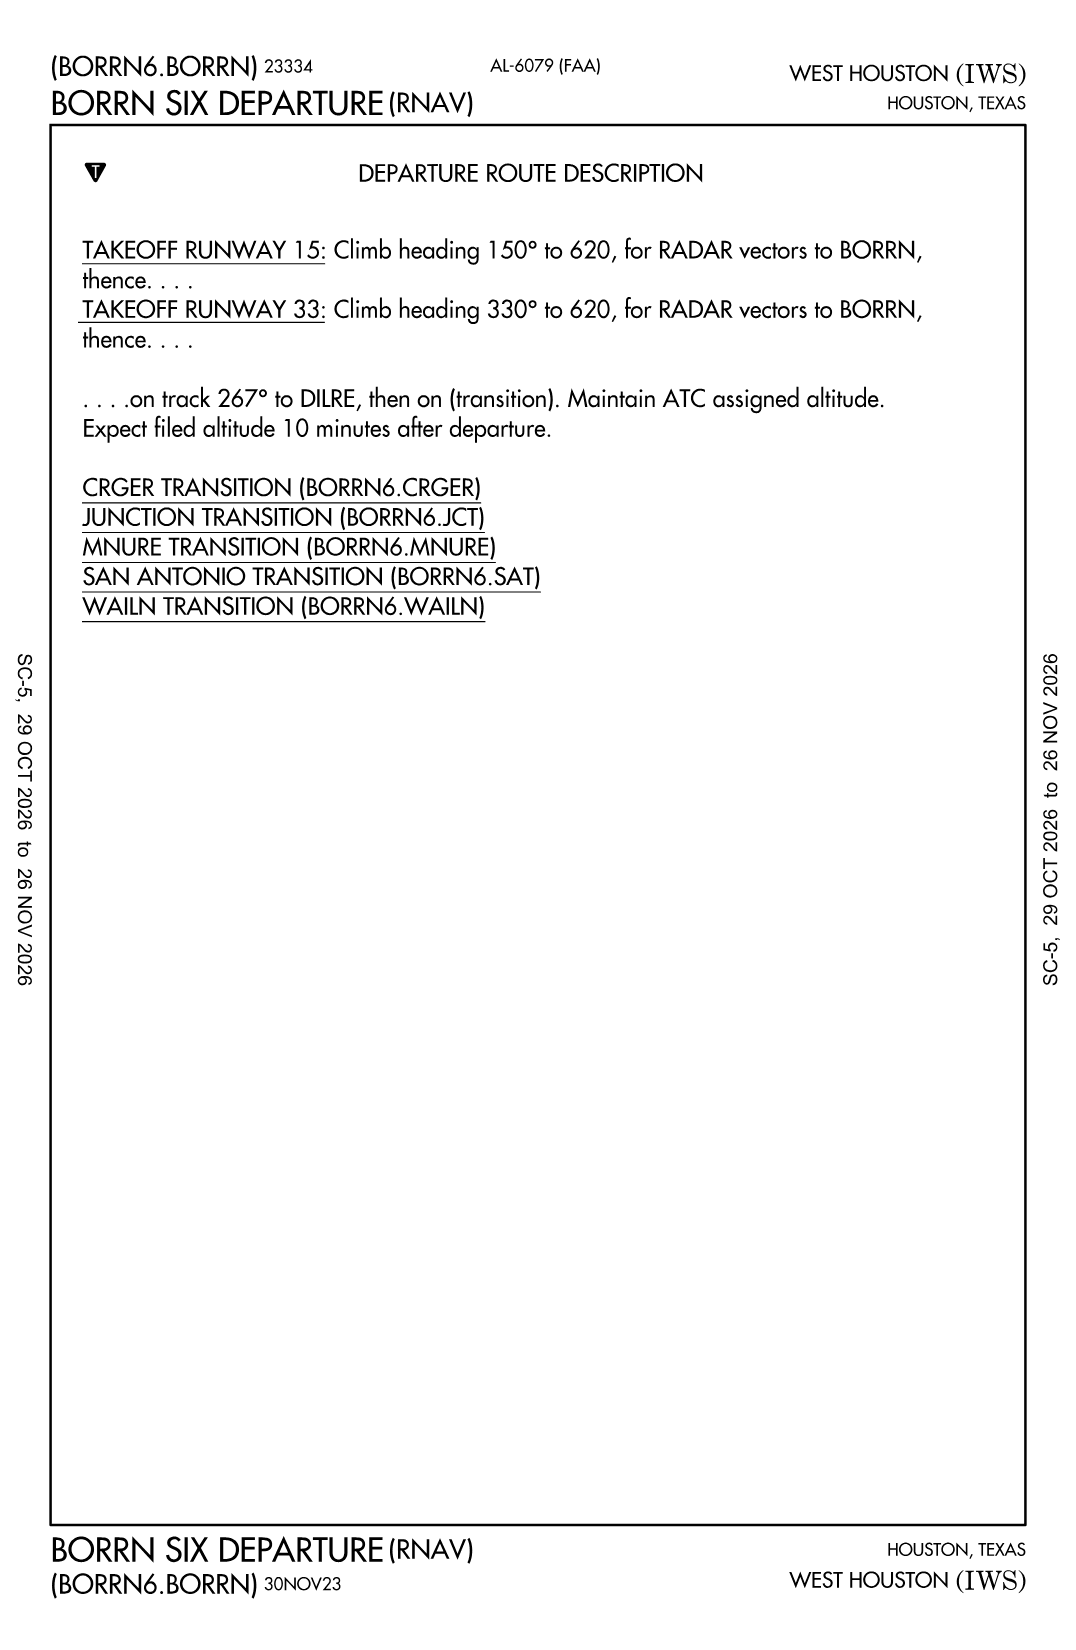 (BORRN6.BORRN) 23334
AL-6079 (FAA)
WEST HOUSTON (IWS)
BORRN SIX DEPARTURE (RNAV)
HOUSTON, TEXAS
T
DEPARTURE ROUTE DESCRIPTION
TAKEOFF RUNWAY 15: Climb heading 150° to 620, for RADAR vectors to BORRN,
thence. . . .
TAKEOFF RUNWAY 33: Climb heading 330° to 620, for RADAR vectors to BORRN,
thence. . . .
. . . .on track 267° to DILRE, then on (transition). Maintain ATC assigned altitude.
Expect filed altitude 10 minutes after departure.
CRGER TRANSITION (BORRN6.CRGER)
JUNCTION TRANSITION (BORRN6.JCT)
MNURE TRANSITION (BORRN6.MNURE)
SAN ANTONIO TRANSITION (BORRN6.SAT)
WAILN TRANSITION (BORRN6.WAILN)
SC-5, 29 OCT 2026 to 26 NOV 2026
SC-5, 29 OCT 2026 to 26 NOV 2026
BORRN SIX DEPARTURE (RNAV)
HOUSTON, TEXAS
(BORRN6.BORRN) 30NOV23
WEST HOUSTON (IWS)